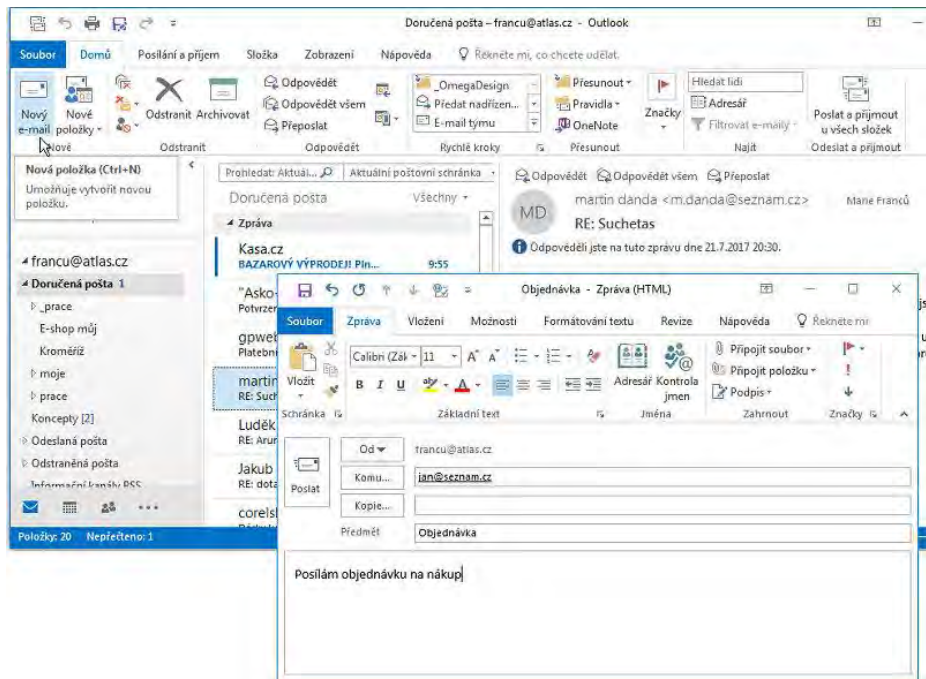 Doručená pošta – francu@atlas.cz - Outlook
Soubor Domů Posílání a příjem Složka Zobrazení Nápověda Řekněte mi, co chcete udělat.
Nový e-mail
Nové položky
Odstranit Archivovat
Odpovědět
Odpovědět všem
Přeposlat
_OmegaDesign
Předat nadřízen...
E-mail týmu
Přesunout
Pravidla
OneNote
Značky
Hledat lidi
Adresář
Filtrovat e-maily
Poslat a přijmout
u všech složek
Nové Odstranit Odpovědět Rychlé kroky Přesunout Najít Odeslat a přijmout
Nová položka (Ctrl+N)
Umožňuje vytvořit novou
položku.
francu@atlas.cz
Doručená pošta 1
_prace
E-shop můj
Kroměříž
moje
prace
Koncepty [2]
Odeslaná pošta
Odstraněná pošta
Informační kanály RSS
Položky: 20 Nepřečteno: 1
Prohledat: Aktuál... Aktuální poštovní schránka
Doručená pošta Všechny
Zpráva
Kasa.cz
BAZAROVÝ VÝPRODEJ! Pln... 9:55
"Asko-
Potvrzen
gpweb
Platební
martin
RE: Such
Luděk
RE: Arun
Jakub
RE: dota
corelsl
Odpovědět Odpovědět všem Přeposlat
MD
martin danda <m.danda@seznam.cz> Marie Franců
RE: Suchetas
Odpověděli jste na tuto zprávu dne 21.7.2017 20:30.
Objednávka - Zpráva (HTML)
Soubor Zpráva Vložení Možnosti Formátování textu Revize Nápověda Řekněte mi
Vložit
Calibri (Zák 11
B I U
Adresář
Kontrola jmen
Připojit soubor
Připojit položku
Podpis
Schránka Základní text Jména Zahrnout Značky
Poslat
Od francu@atlas.cz
Komu... jan@seznam.cz
Kopie...
Předmět Objednávka
Posílám objednávku na nákup